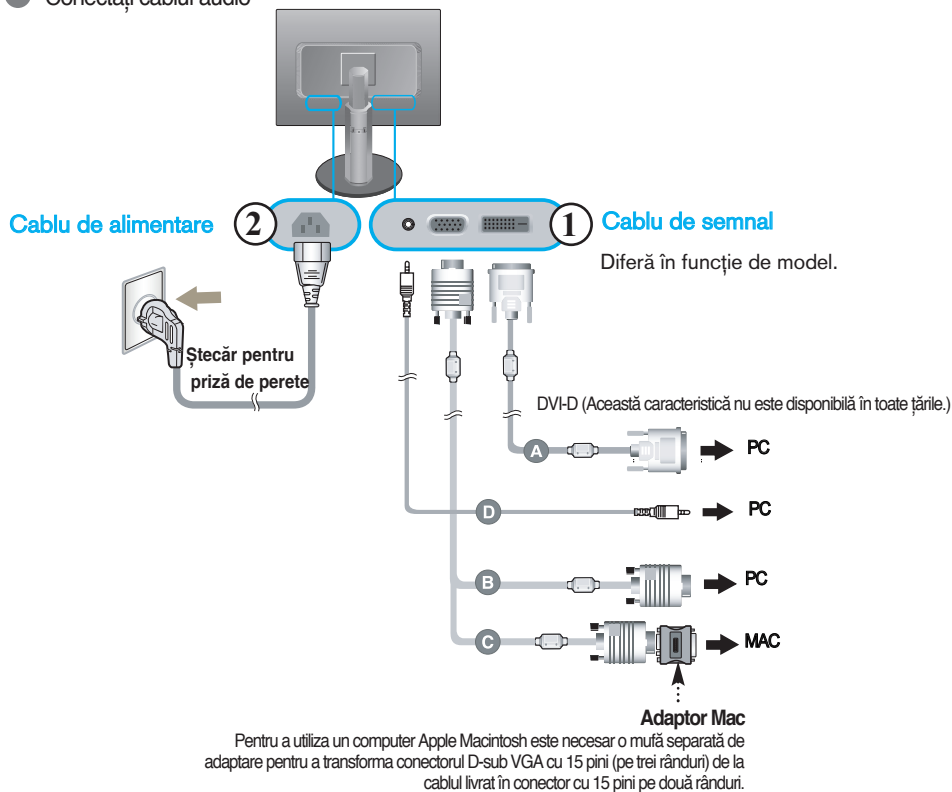 Conectați cablul audio
Cablu de alimentare
2
1
Cablu de semnal
Diferă în funcție de model.
Ștecăr pentru
priză de perete
DVI-D (Această caracteristică nu este disponibilă în toate țările.)
A
PC
D
PC
B
PC
C
MAC
Adaptor Mac
Pentru a utiliza un computer Apple Macintosh este necesar o mufă separată de
adaptare pentru a transforma conectorul D-sub VGA cu 15 pini (pe trei rânduri) de la
cablul livrat în conector cu 15 pini pe două rânduri.